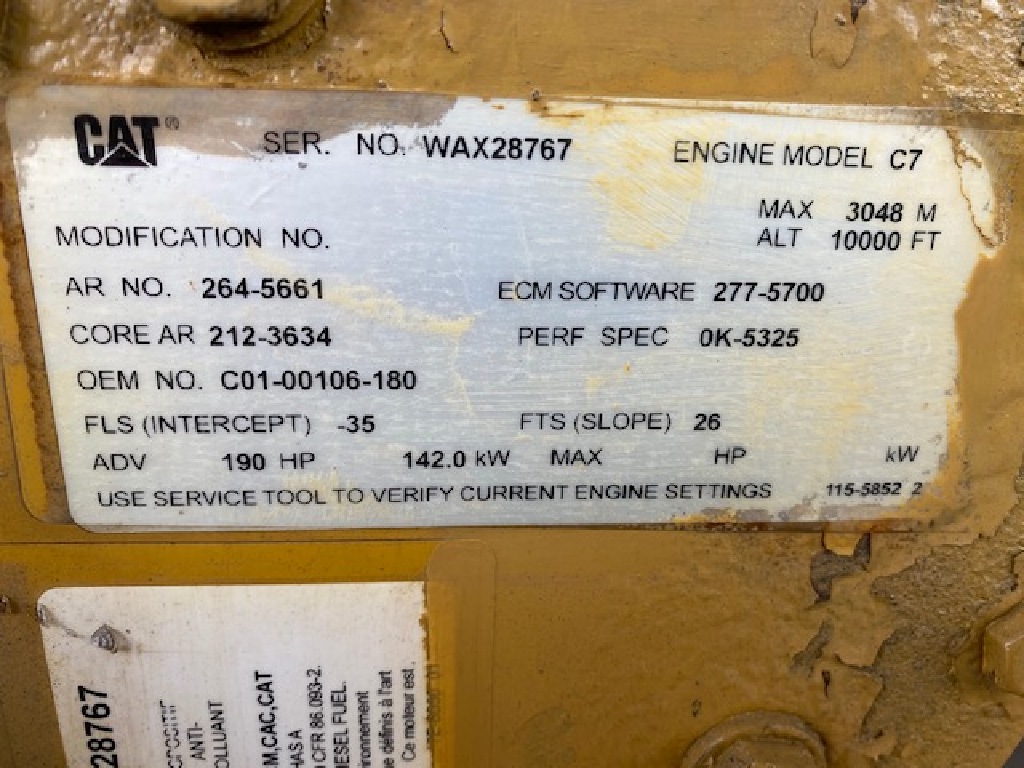 CAT® SER. NO. WAX28767 ENGINE MODEL C7
MAX 3048 M
MODIFICATION NO. ALT 10000 FT
AR NO. 264-5661 ECM SOFTWARE 277-5700
CORE AR 212-3634 PERF SPEC 0K-5325
OEM NO. C01-00106-180
FLS (INTERCEPT) -35 FTS (SLOPE) 26
ADV 190 HP 142.0 kW MAX HP kW
USE SERVICE TOOL TO VERIFY CURRENT ENGINE SETTINGS 115-5852 2
28767
ANTI-
OLLUANT
M,CAC,CAT
HAS A
CFR 86.093-2.
IESEL FUEL.
ironnement
e définis à l'art
Ce moteur est